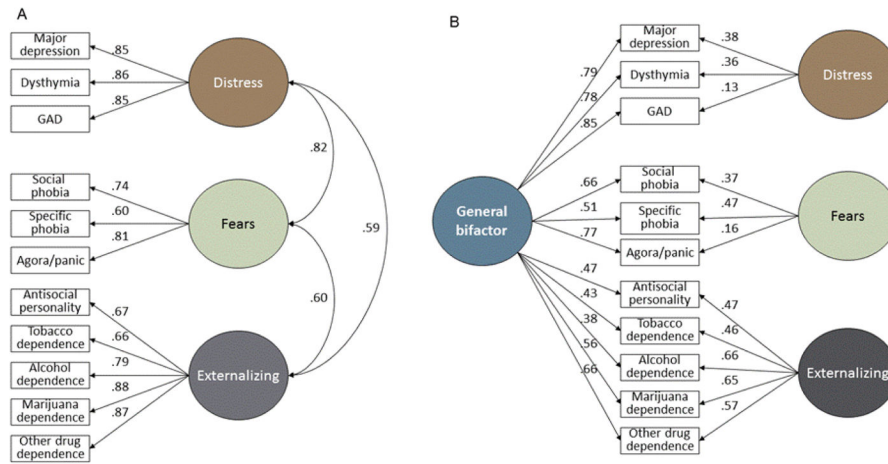 A
Major
depression
Dysthymia
GAD
.85
.86
.85
Distress
.82
Social
phobia
Specific
phobia
Agora/panic
.74
.60
.81
Fears
.59
.60
Antisocial
personality
Tobacco
dependence
Alcohol
dependence
Marijuana
dependence
Other drug
dependence
.67
.66
.79
.88
.87
Externalizing
B
Major
depression
Dysthymia
GAD
.79
.78
.85
.38
.36
.13
Distress
General
bifactor
Social
phobia
Specific
phobia
Agora/panic
.66
.51
.77
.37
.47
.16
Fears
Antisocial
personality
Tobacco
dependence
Alcohol
dependence
Marijuana
dependence
Other drug
dependence
.47
.43
.38
.56
.66
.47
.46
.66
.65
.57
Externalizing